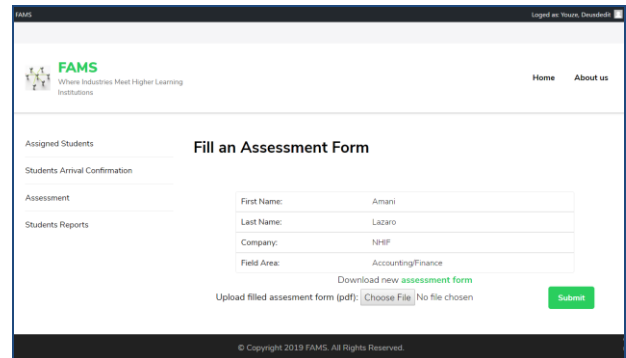 FAMS
Loged as: Youze, Deusdedit
FAMS
Where Industries Meet Higher Learning
Institutions
Home About us
Assigned Students
Students Arrival Confirmation
Assessment
Students Reports
Fill an Assessment Form
First Name: Amani
Last Name: Lazaro
Company: NHIF
Field Area: Accounting/Finance
Download new assessment form
Upload filled assesment form (pdf): Choose File No file chosen
Submit
© Copyright 2019 FAMS. All Rights Reserved.